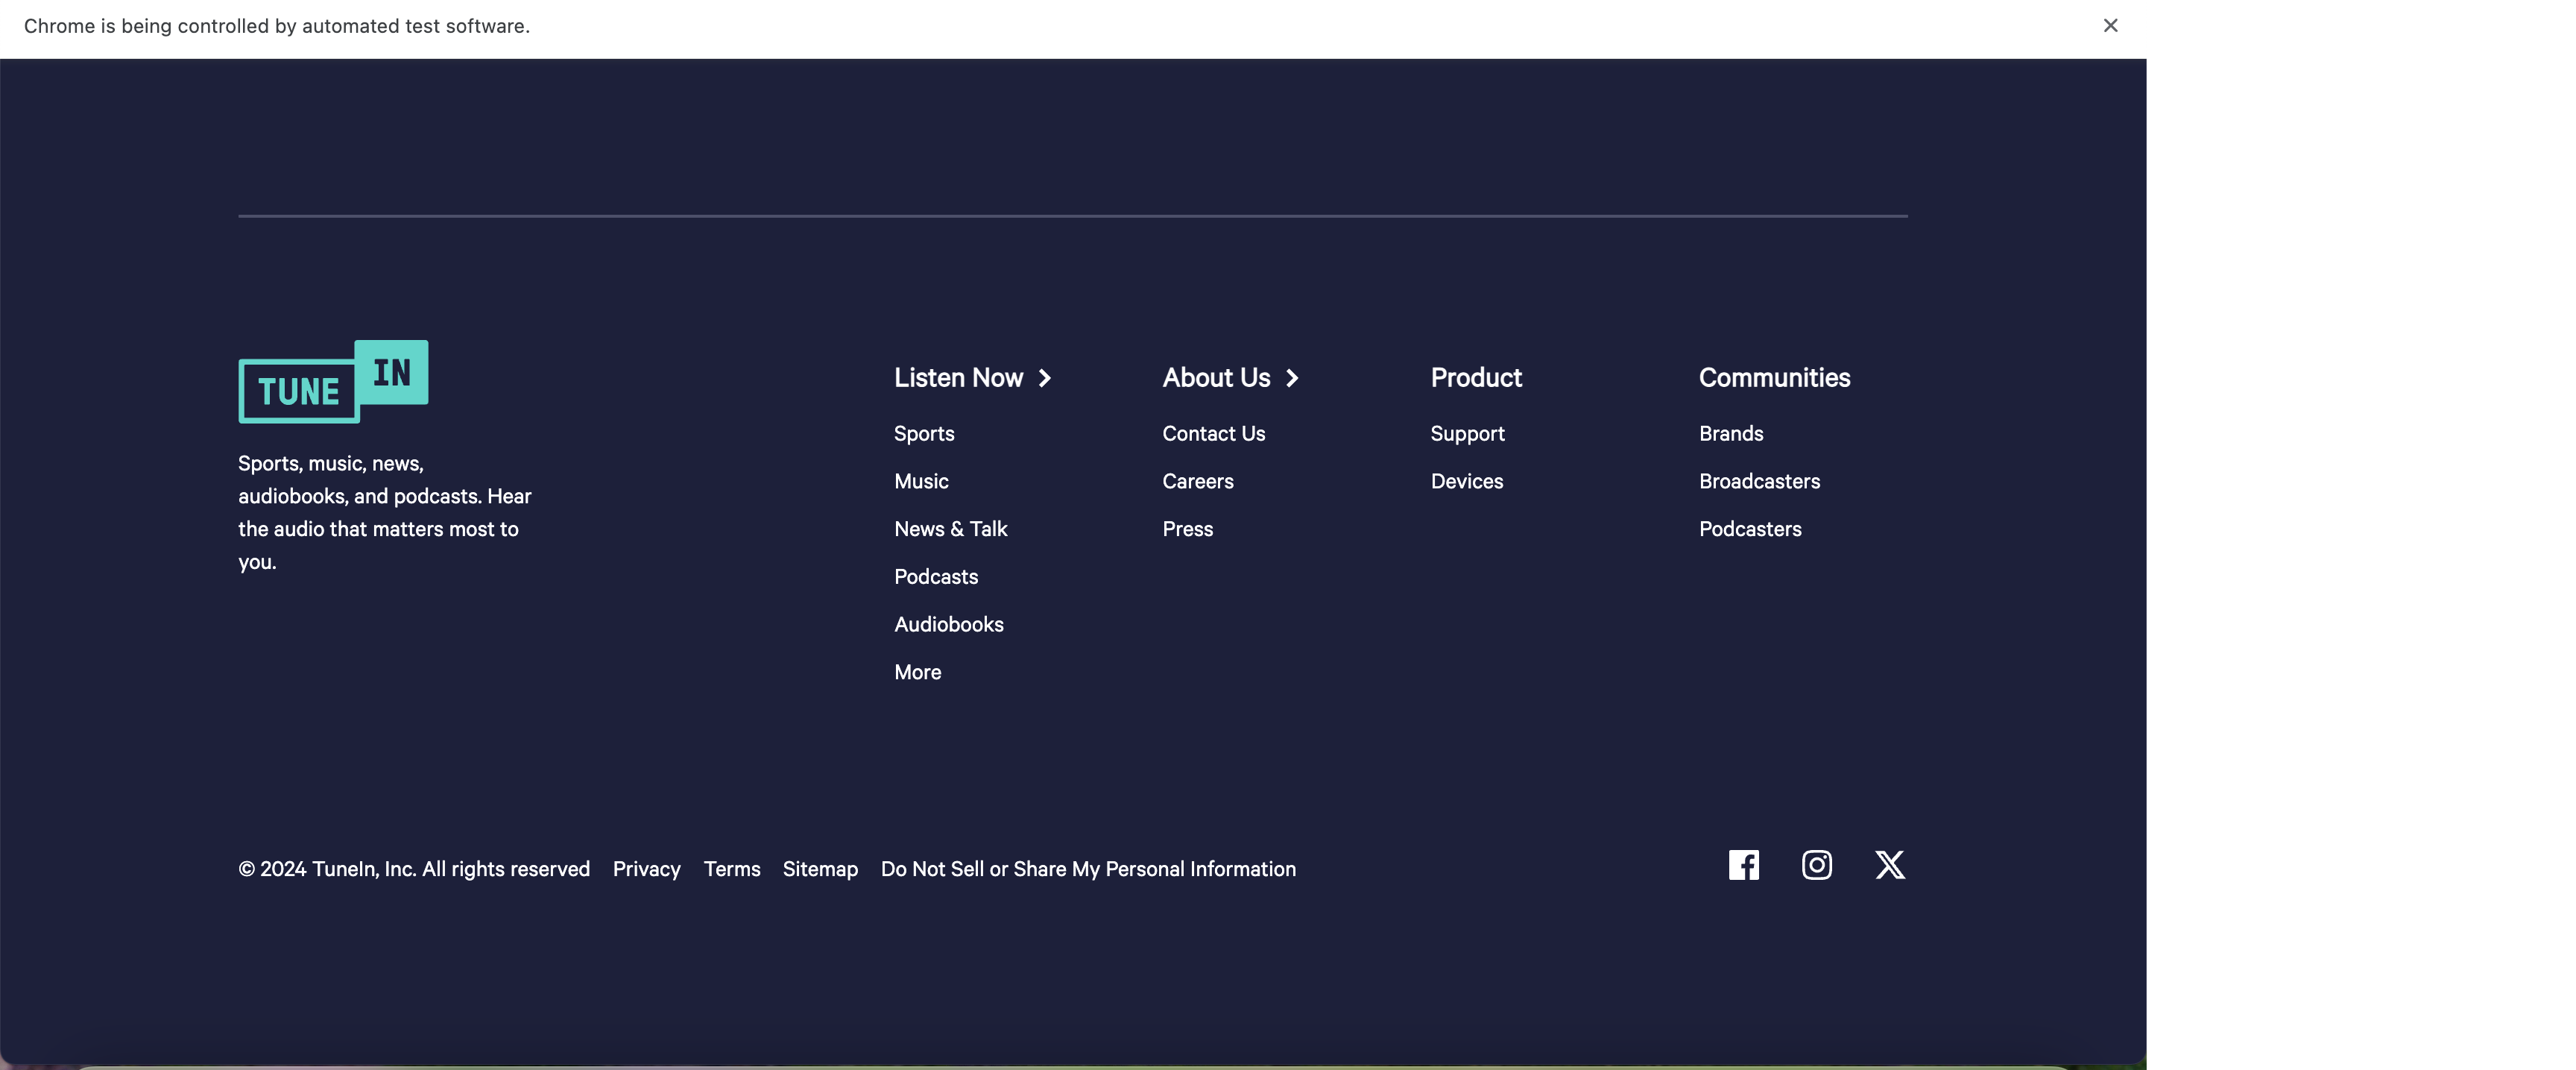 Chrome is being controlled by automated test software.
TUNE IN
Sports, music, news,
audiobooks, and podcasts. Hear
the audio that matters most to
you.
Listen Now
Sports
Music
News & Talk
Podcasts
Audiobooks
More
About Us
Contact Us
Careers
Press
Product
Support
Devices
Communities
Brands
Broadcasters
Podcasters
© 2024 TuneIn, Inc. All rights reserved Privacy Terms Sitemap Do Not Sell or Share My Personal Information